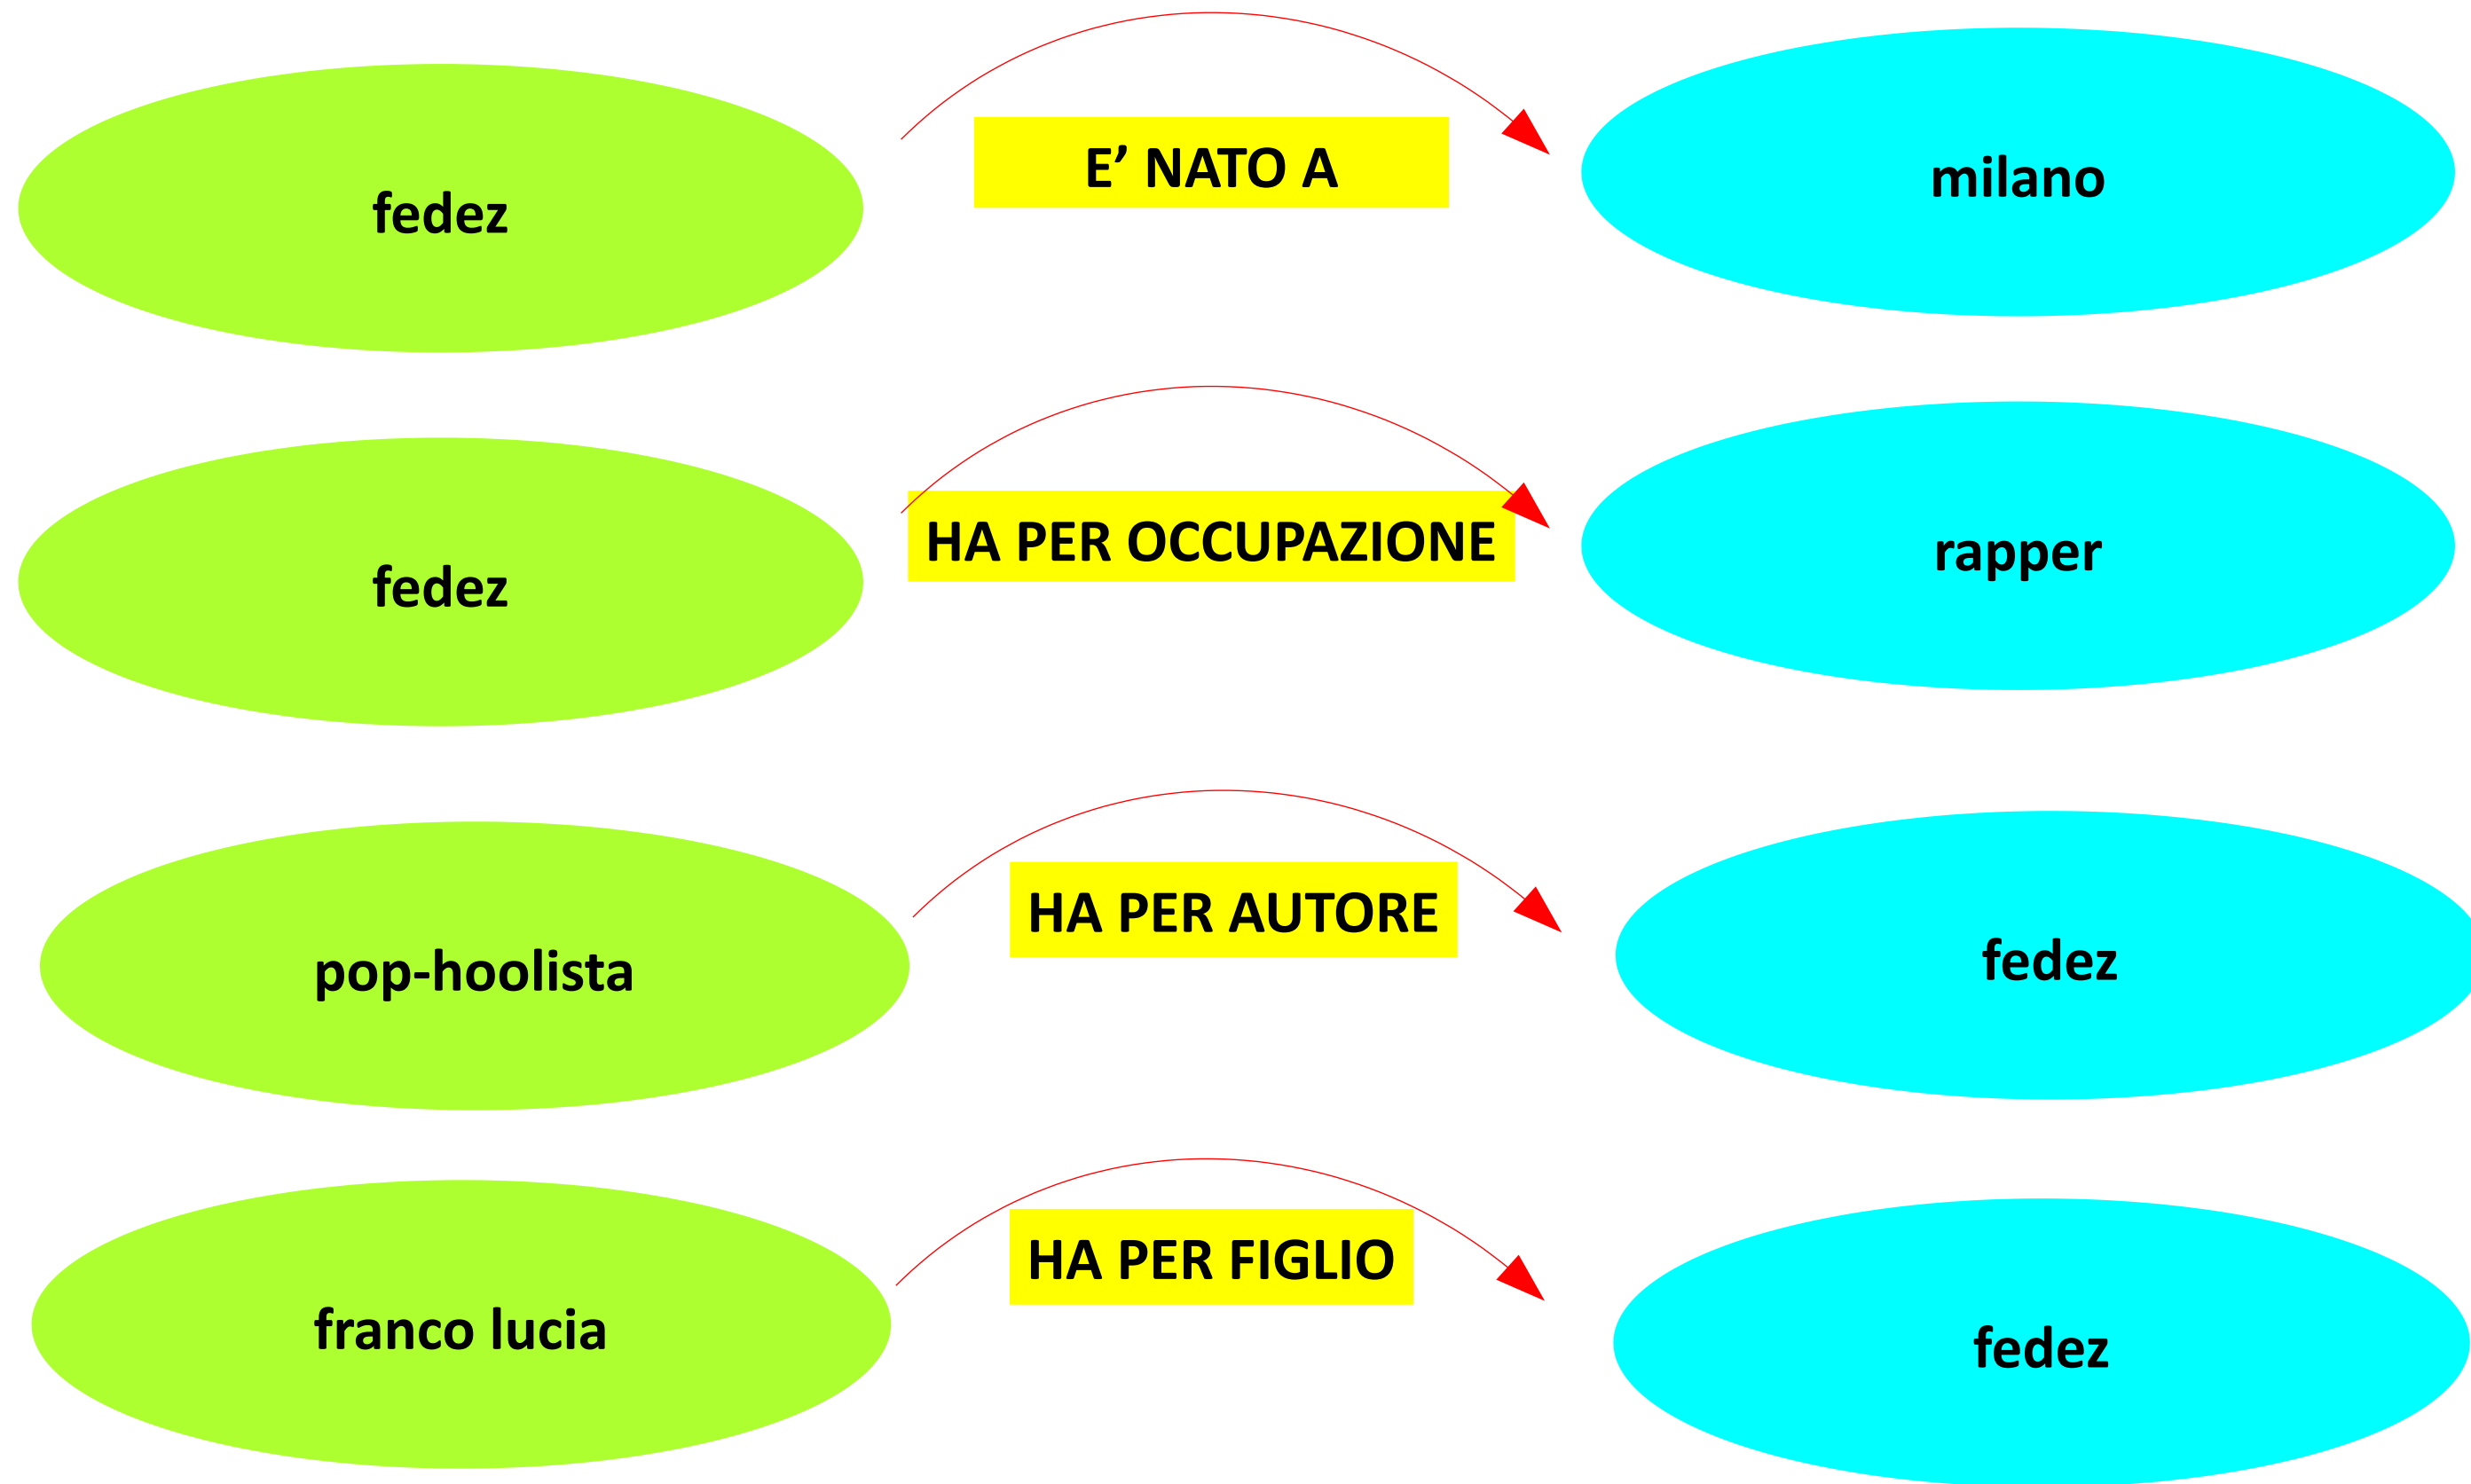 fedez
E’ NATO A
milano
fedez
HA PER OCCUPAZIONE
rapper
pop-hoolista
HA PER AUTORE
fedez
franco lucia
HA PER FIGLIO
fedez